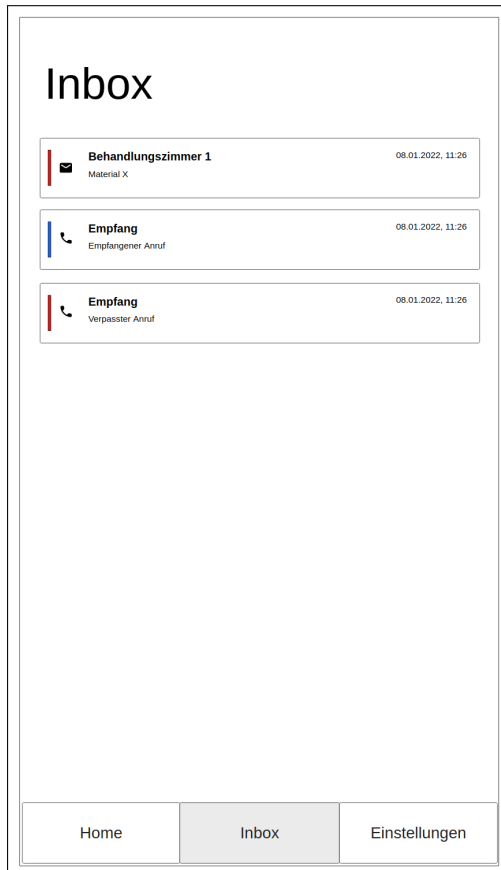 Inbox
Behandlungszimmer 1
08.01.2022, 11:26
Material X
Empfang
08.01.2022, 11:26
Empfangener Anruf
Empfang
08.01.2022, 11:26
Verpasster Anruf
Home
Inbox
Einstellungen